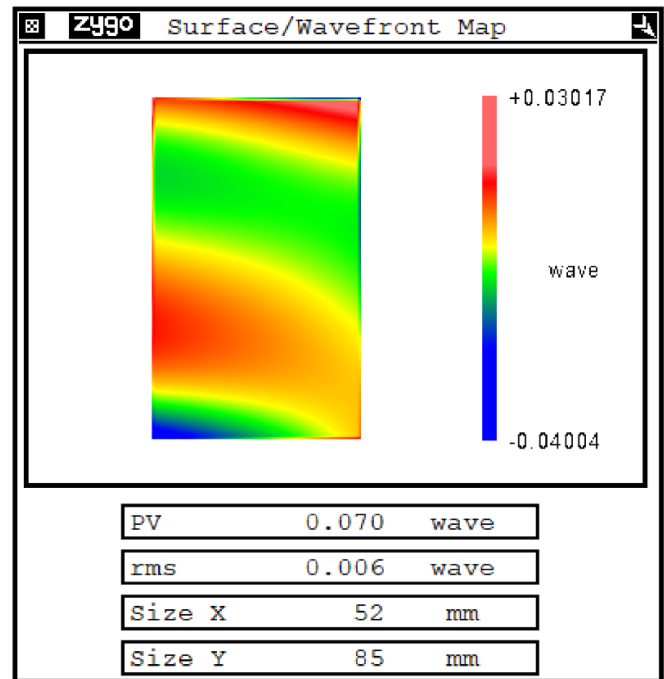 zygo Surface/Wavefront Map
+0.03017
wave
-0.04004
PV 0.070 wave
rms 0.006 wave
Size X 52 mm
Size Y 85 mm